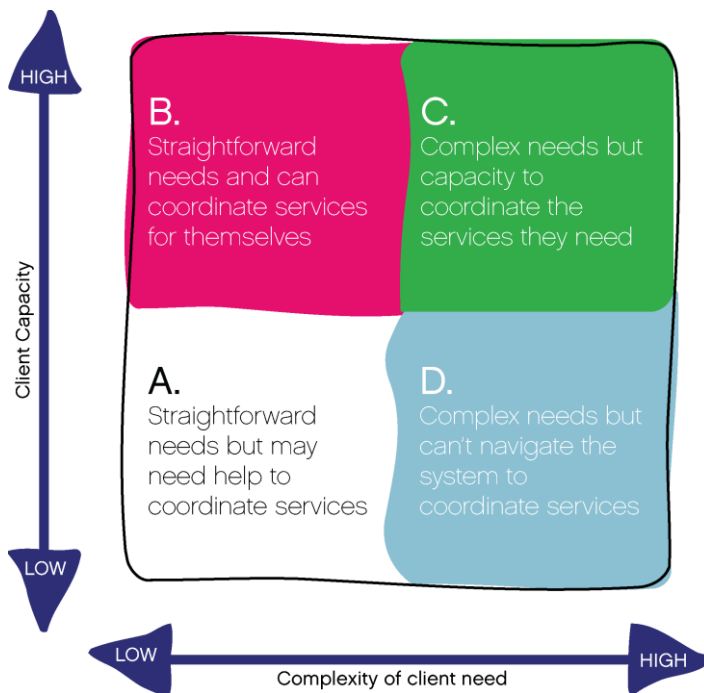 HIGH
B.
Straightforward
needs and can
coordinate services
for themselves
C.
Complex needs but
capacity to
coordinate the
services they need
Client Capacity
A.
Straightforward
needs but may
need help to
coordinate services
D.
Complex needs but
can't navigate the
system to
coordinate services
LOW
LOW
Complexity of client need
HIGH